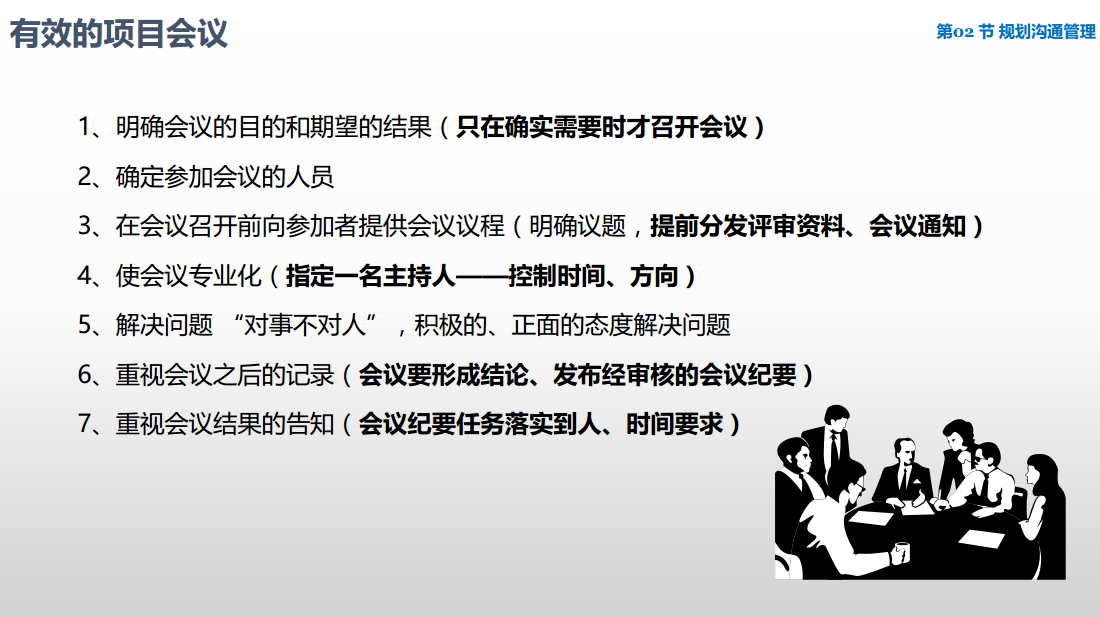 有效的项目会议
第02 节 规划沟通管理
1、明确会议的目的和期望的结果（只在确实需要时才召开会议）
2、确定参加会议的人员
3、在会议召开前向参加者提供会议议程（明确议题，提前分发评审资料、会议通知）
4、使会议专业化（指定一名主持人——控制时间、方向）
5、解决问题 “对事不对人” ，积极的、正面的态度解决问题
6、重视会议之后的记录（会议要形成结论、发布经审核的会议纪要）
7、重视会议结果的告知（会议纪要任务落实到人、时间要求）